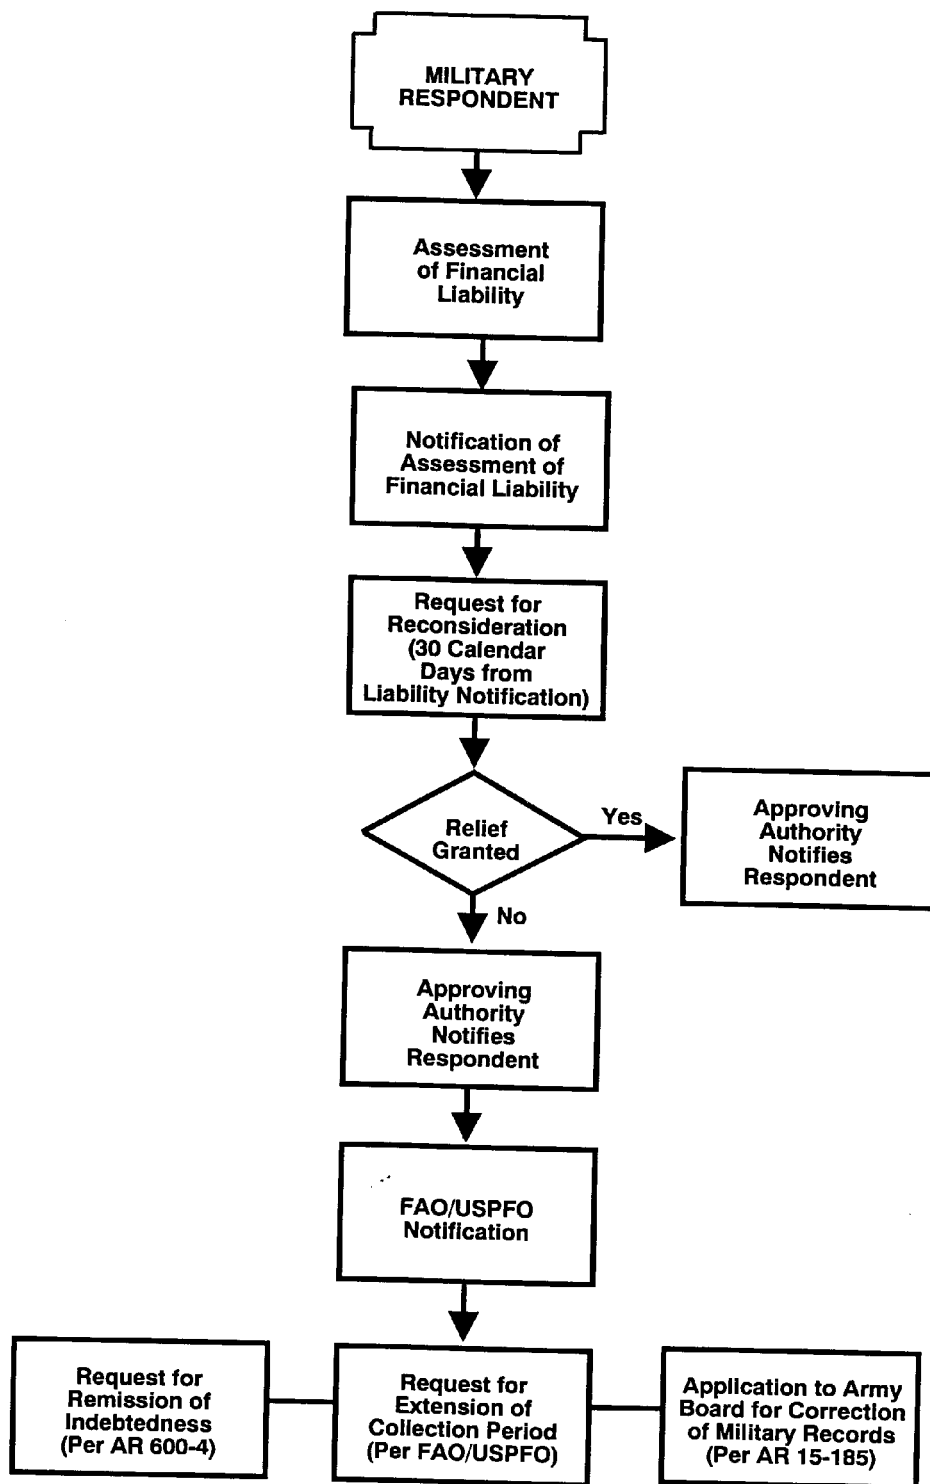 MILITARY
RESPONDENT
Assessment
of Financial
Liability
Notification of
Assessment of
Financial Liability
Request for
Reconsideration
(30 Calendar
Days from
Liability Notification)
Relief
Granted
Yes
Approving
Authority
Notifies
Respondent
No
Approving
Authority
Notifies
Respondent
FAO/USPFO
Notification
Request for
Remission of
Indebtedness
(Per AR 600-4)
Request for
Extension of
Collection Period
(Per FAO/USPFO)
Application to Army
Board for Correction
of Military Records
(Per AR 15-185)